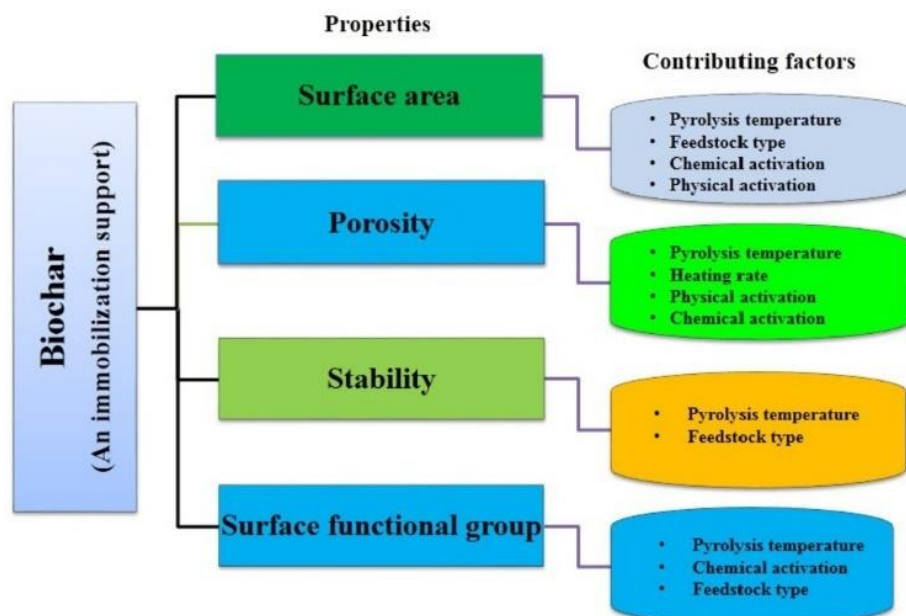 Properties
Contributing factors
Biochar
(An immobilization support)
Surface area
• Pyrolysis temperature
• Feedstock type
• Chemical activation
• Physical activation
Porosity
• Pyrolysis temperature
• Heating rate
• Physical activation
• Chemical activation
Stability
• Pyrolysis temperature
• Feedstock type
Surface functional group
• Pyrolysis temperature
• Chemical activation
• Feedstock type